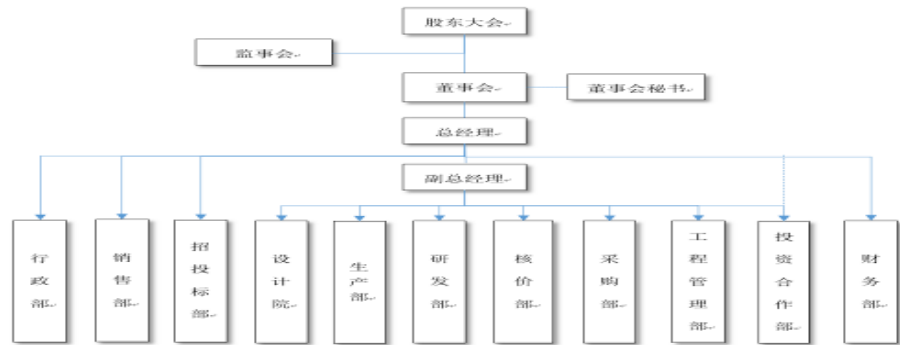 股东大会
监事会
董事会
董事会秘书
总经理
副总经理
行政部
销售部
招投标部
设计院
生产部
研发部
核价部
采购部
工程管理部
投资合作部
财务部